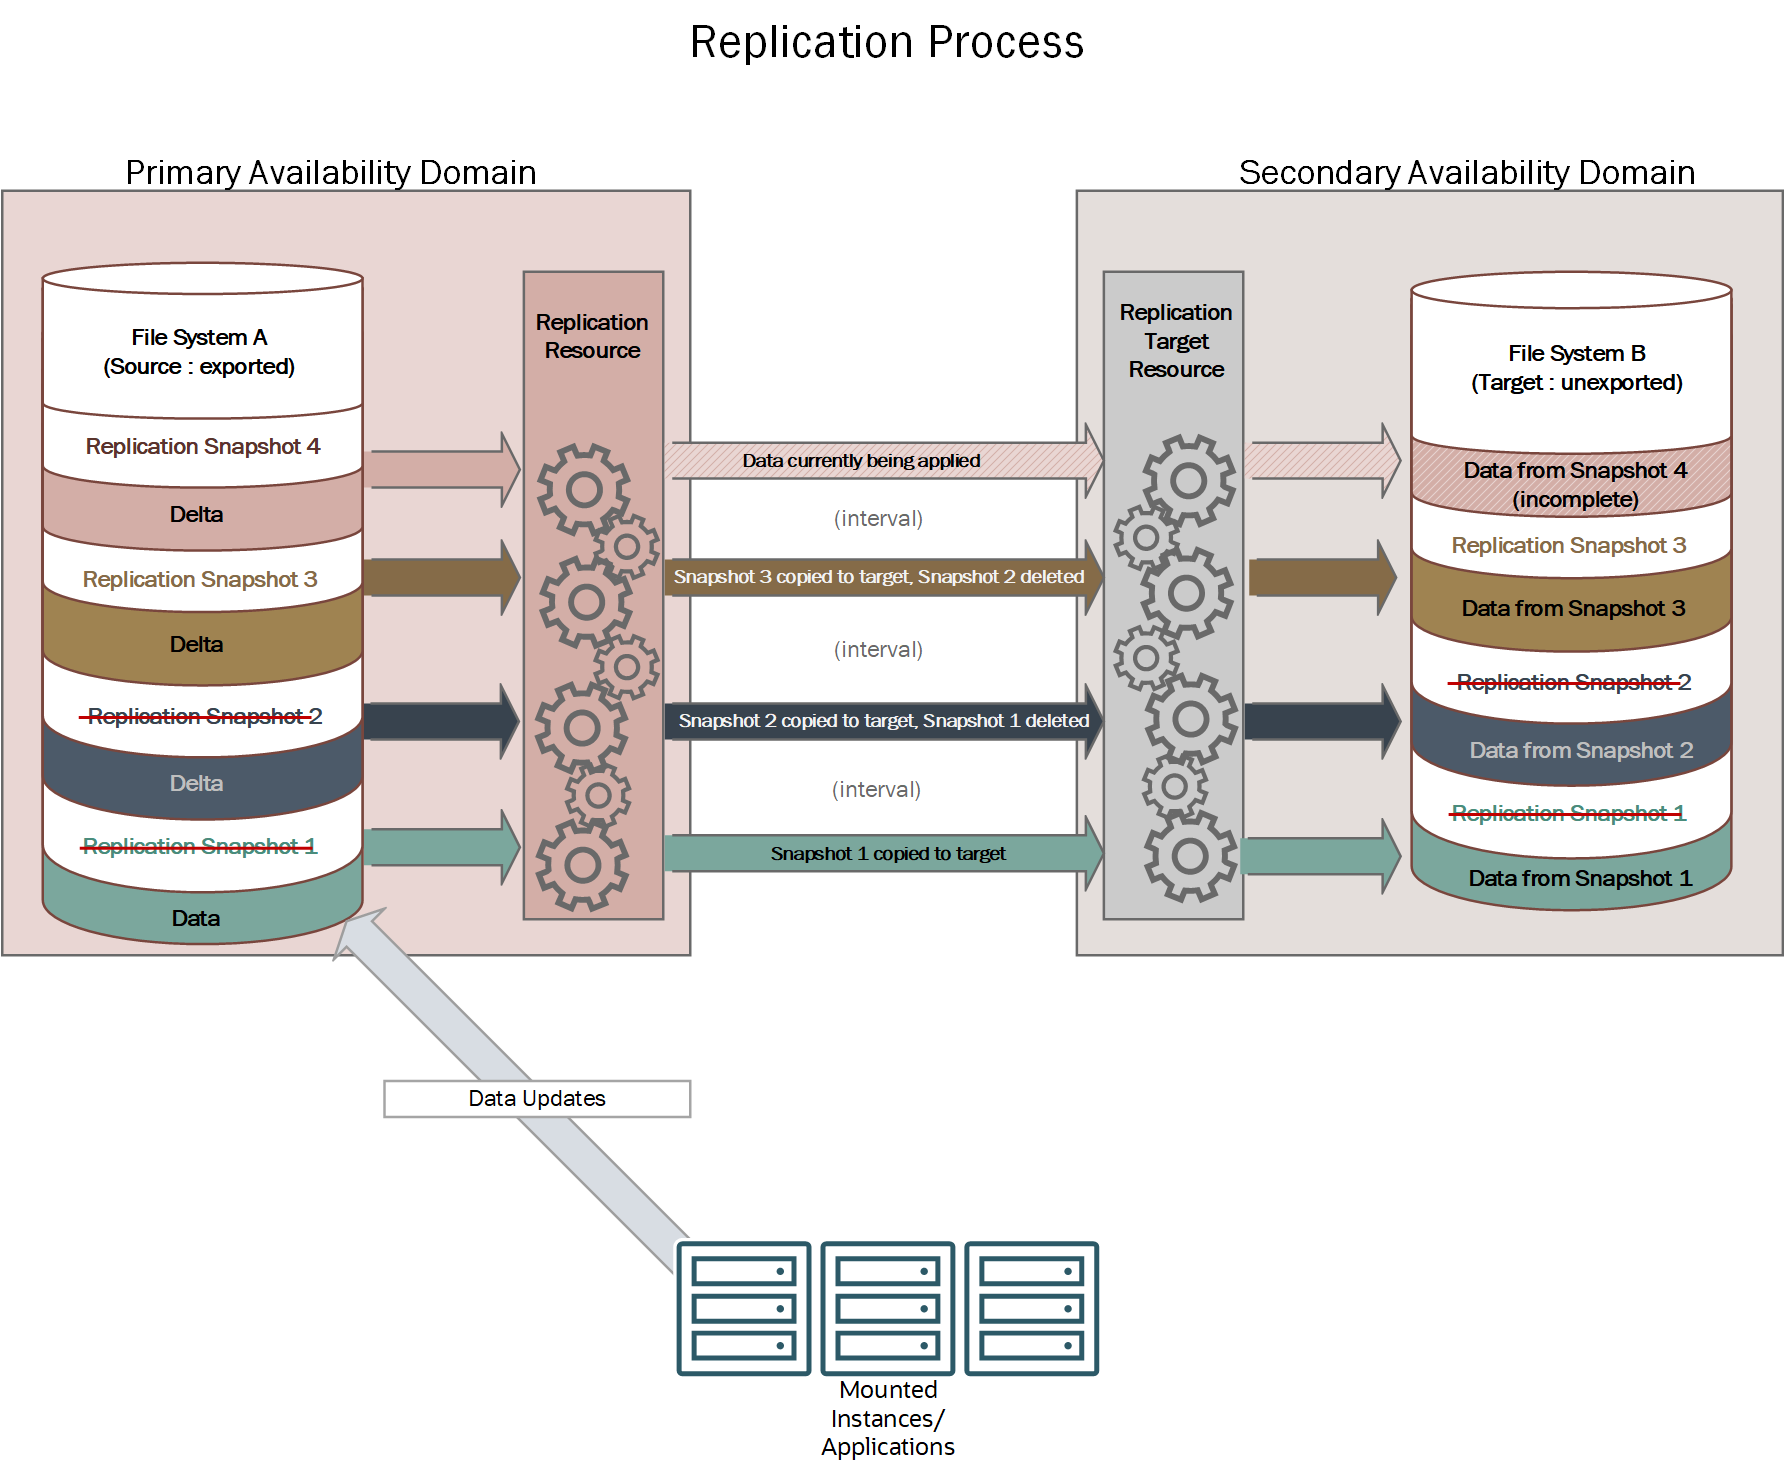 Replication Process
Primary Availability Domain
Secondary Availability Domain
File System A
(Source : exported)
Replication Snapshot 4
Delta
Replication Snapshot 3
Delta
Replication Snapshot 2
Delta
Replication Snapshot 1
Data
Replication
Resource
Data currently being applied
(interval)
Snapshot 3 copied to target, Snapshot 2 deleted
(interval)
Snapshot 2 copied to target, Snapshot 1 deleted
(interval)
Snapshot 1 copied to target
Replication
Target
Resource
File System B
(Target : unexported)
Data from Snapshot 4
(incomplete)
Replication Snapshot 3
Data from Snapshot 3
Replication Snapshot 2
Data from Snapshot 2
Replication Snapshot 1
Data from Snapshot 1
Data Updates
Mounted
Instances/
Applications